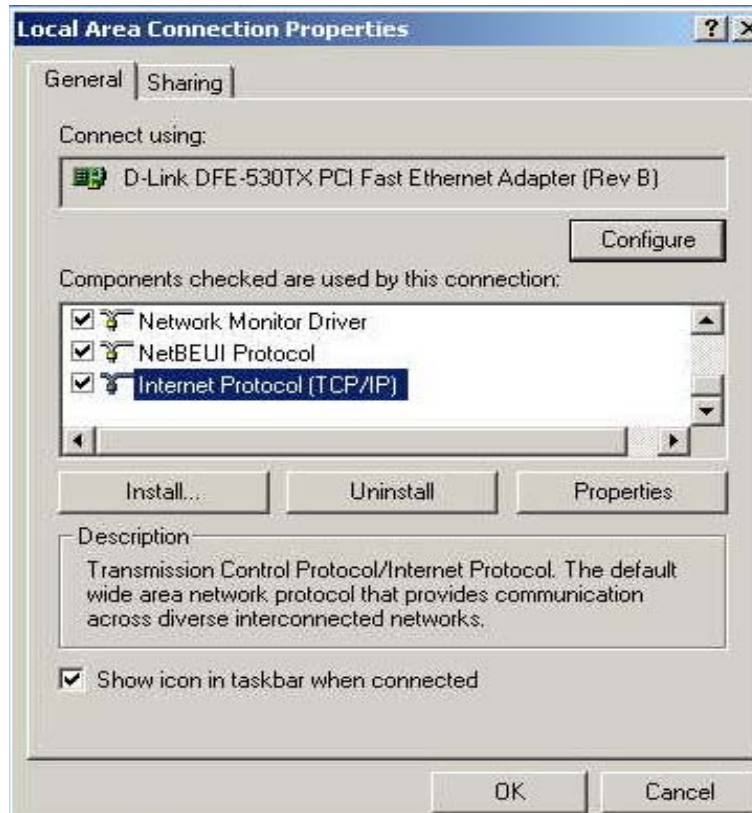 Local Area Connection Properties
General
Sharing
Connect using:
D-Link DFE-530TX PCI Fast Ethernet Adapter (Rev B)
Configure
Components checked are used by this connection:
Network Monitor Driver
NetBEUI Protocol
Internet Protocol (TCP/IP)
Install...
Uninstall
Properties
Description
Transmission Control Protocol/Internet Protocol. The default
wide area network protocol that provides communication
across diverse interconnected networks.
Show icon in taskbar when connected
OK
Cancel